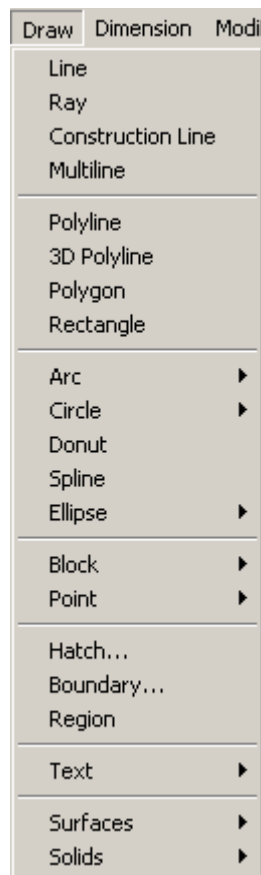 Draw Dimension Modi
Line
Ray
Construction Line
Multiline
Polyline
3D Polyline
Polygon
Rectangle
Arc
Circle
Donut
Spline
Ellipse
Block
Point
Hatch...
Boundary...
Region
Text
Surfaces
Solids